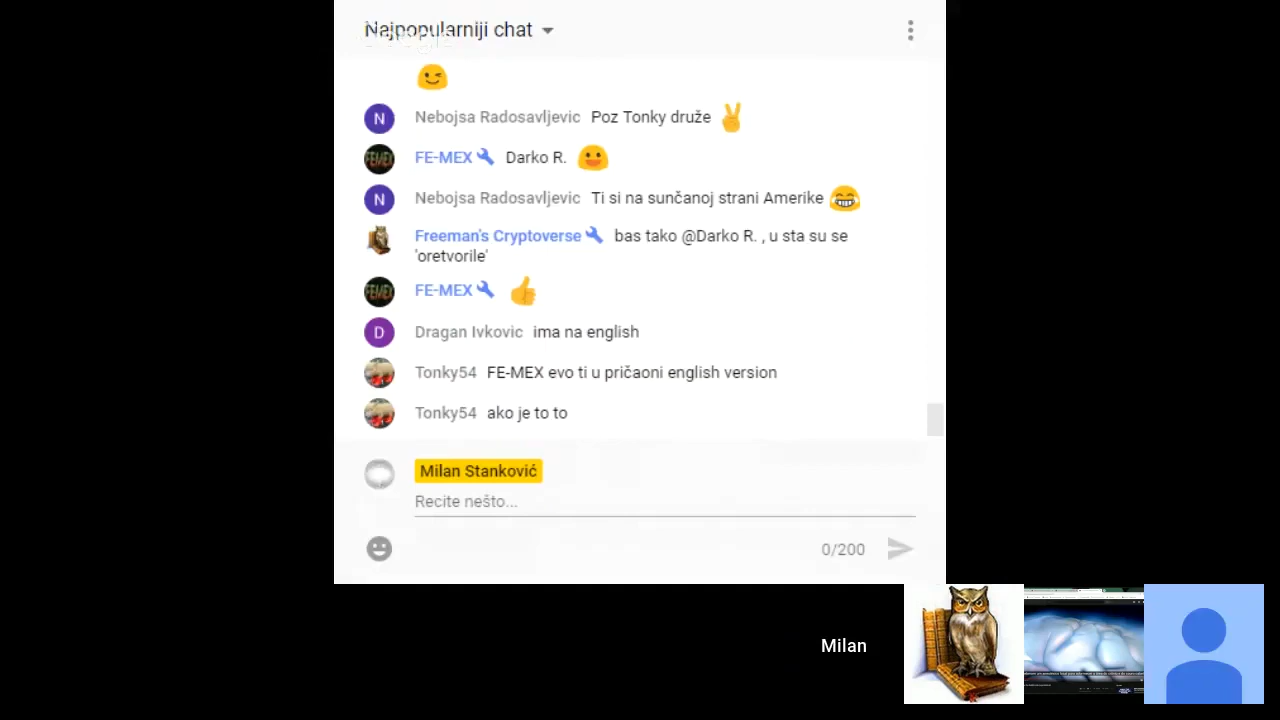 Najpopularniji chat
N Nebojsa Radosavljevic Poz Tonky druže
FE-MEX Darko R.
N Nebojsa Radosavljevic Ti si na sunčanoj strani Amerike
Freeman's Cryptoverse bas tako @Darko R. , u sta su se
'oretvorile'
FE-MEX
D Dragan Ivkovic ima na english
Tonky54 FE-MEX evo ti u pričaoni english version
Tonky54 ako je to to
Milan Stanković
Recite nešto...
0/200
Milan